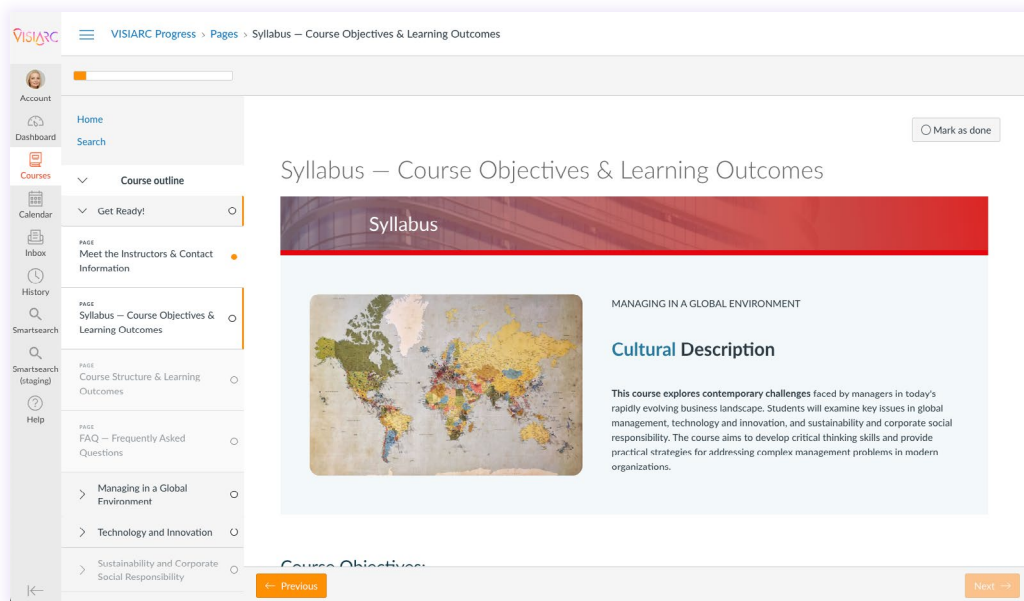 VISIARC
VISIARC Progress › Pages › Syllabus — Course Objectives & Learning Outcomes
Account
Dashboard
Courses
Calendar
Inbox
History
Smartsearch
Smartsearch
(staging)
Help
Home
Search
Course outline
Get Ready!
PAGE
Meet the Instructors & Contact
Information
PAGE
Syllabus — Course Objectives &
Learning Outcomes
PAGE
Course Structure & Learning
Outcomes
PAGE
FAQ — Frequently Asked
Questions
Managing in a Global
Environment
Technology and Innovation
Sustainability and Corporate
Social Responsibility
Mark as done
Syllabus — Course Objectives & Learning Outcomes
Syllabus
MANAGING IN A GLOBAL ENVIRONMENT
Cultural Description
This course explores contemporary challenges faced by managers in today's
rapidly evolving business landscape. Students will examine key issues in global
management, technology and innovation, and sustainability and corporate social
responsibility. The course aims to develop critical thinking skills and provide
practical strategies for addressing complex management problems in modern
organizations.
Course Objectives:
← Previous
Next →